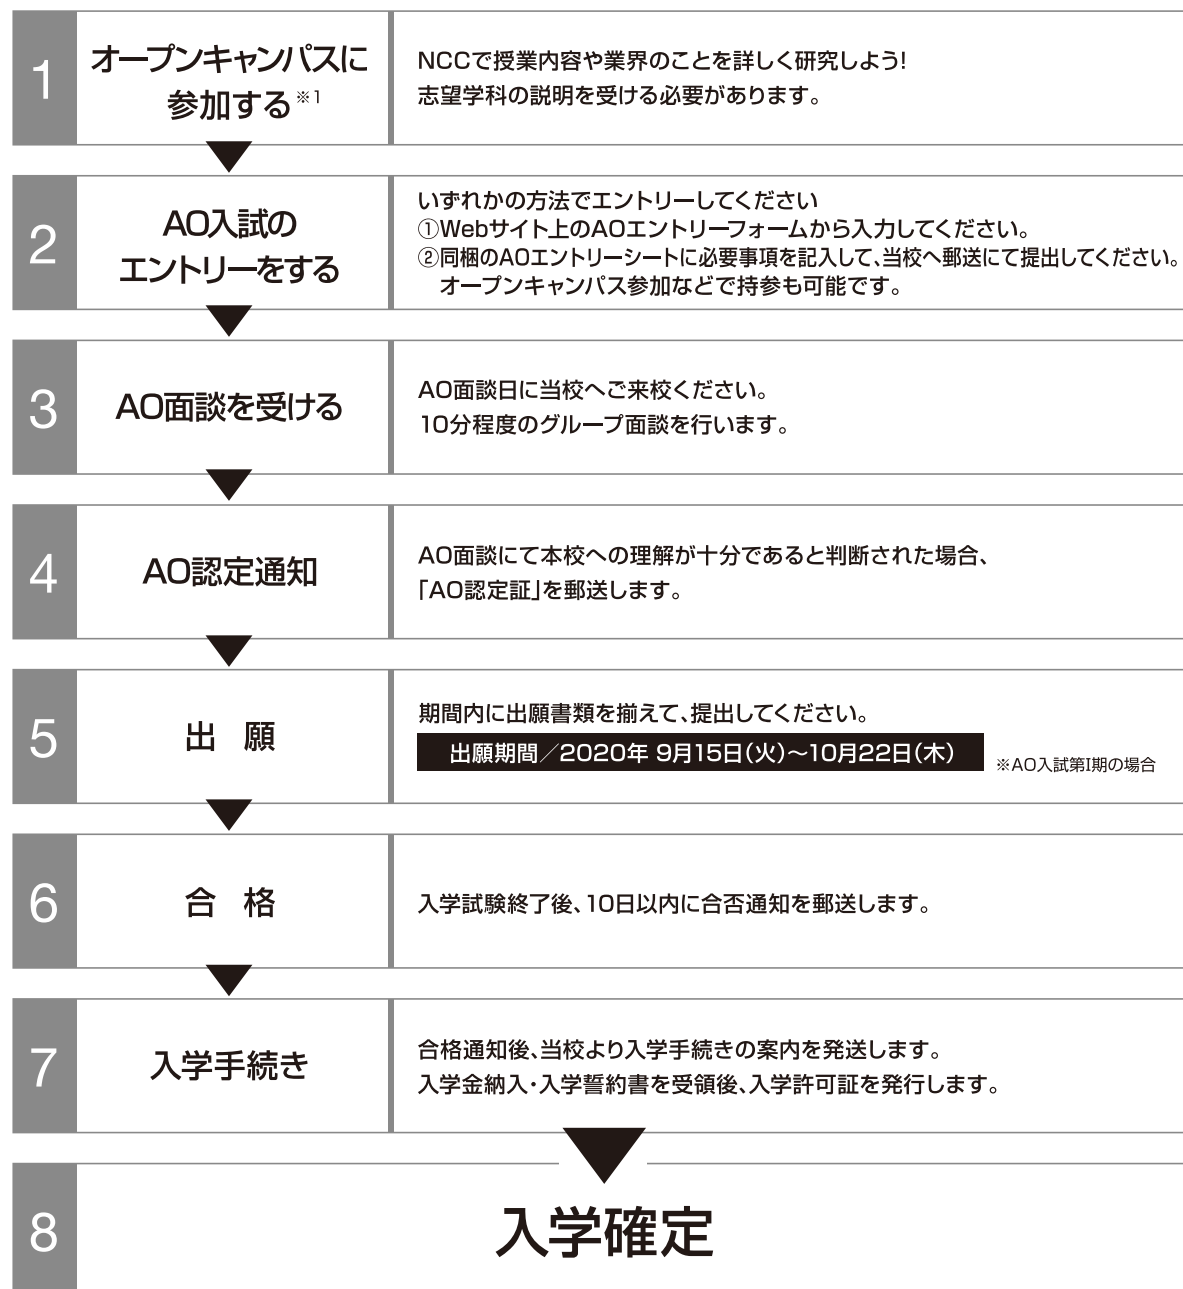 1
オープンキャンパスに
参加する※1
NCCで授業内容や業界のことを詳しく研究しよう!
志望学科の説明を受ける必要があります。
2
AO入試の
エントリーをする
いずれかの方法でエントリーしてください
①Webサイト上のAOエントリーフォームから入力してください。
②同梱のAOエントリーシートに必要事項を記入して、当校へ郵送にて提出してください。
オープンキャンパス参加などで持参も可能です。
3
AO面談を受ける
AO面談日に当校へご来校ください。
10分程度のグループ面談を行います。
4
AO認定通知
AO面談にて本校への理解が十分であると判断された場合、
「AO認定証」を郵送します。
5
出 願
期間内に出願書類を揃えて、提出してください。
出願期間／2020年 9月15日(火)～10月22日(木)
※AO入試第I期の場合
6
合 格
入学試験終了後、10日以内に合否通知を郵送します。
7
入学手続き
合格通知後、当校より入学手続きの案内を発送します。
入学金納入・入学誓約書を受領後、入学許可証を発行します。
8
入学確定